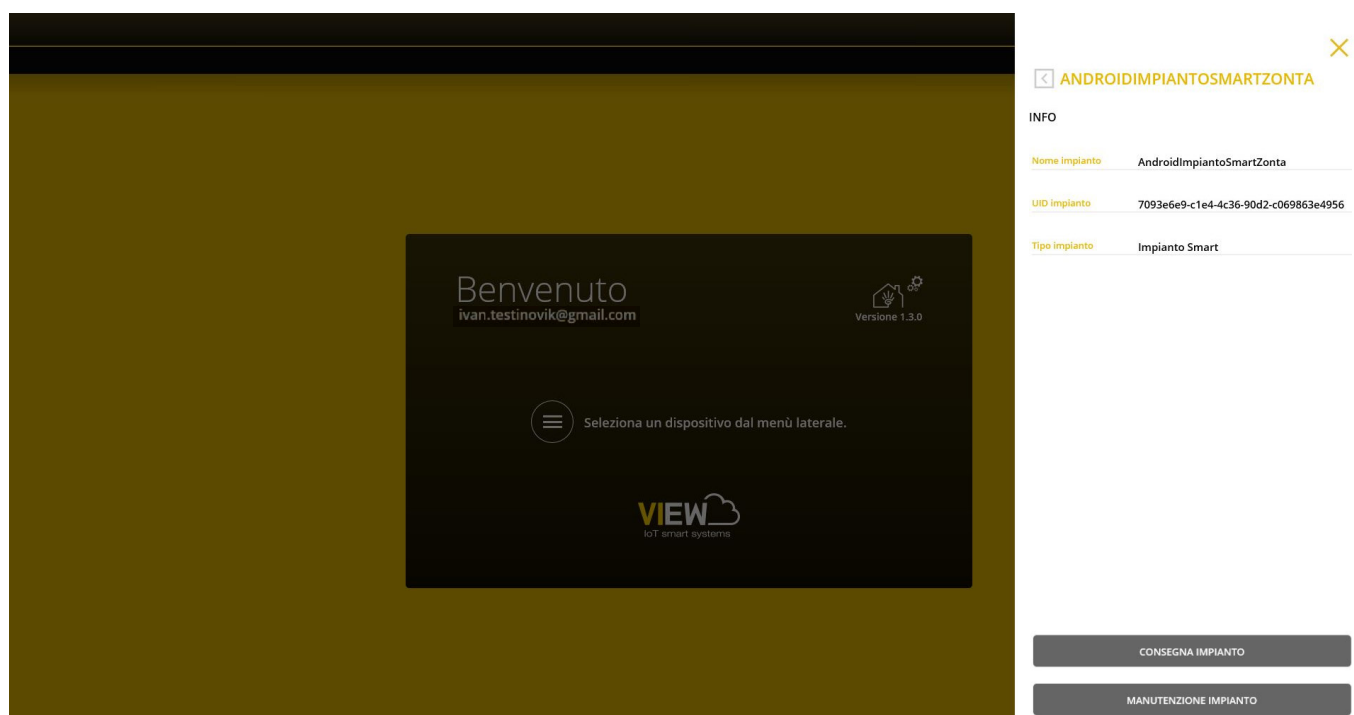 Benvenuto
ivan.testinovik@gmail.com
Versione 1.3.0
Seleziona un dispositivo dal menù laterale.
VIEW
IoT smart systems
ANDROIDIMPIANTOSMARTZONTA
INFO
Nome impianto AndroidImpiantoSmartZonta
UID impianto 7093e6e9-c1e4-4c36-90d2-c069863e4956
Tipo impianto Impianto Smart
CONSEGNA IMPIANTO
MANUTENZIONE IMPIANTO